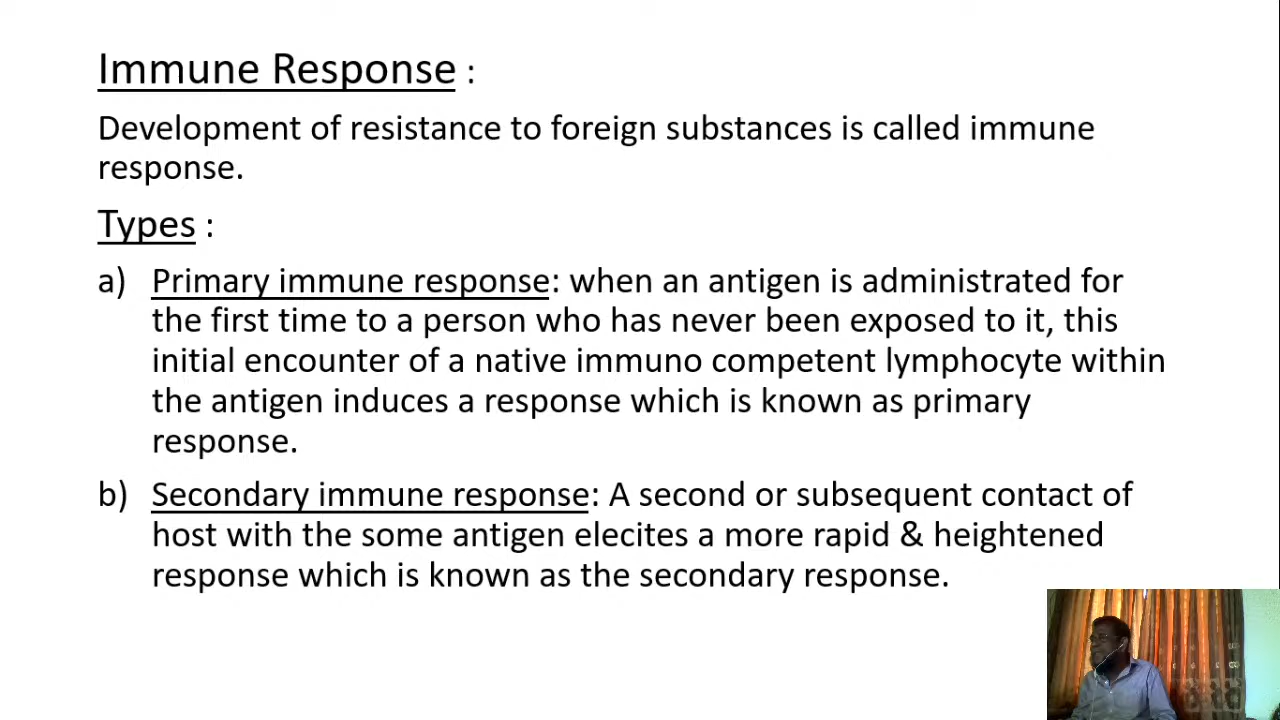 Immune Response :
Development of resistance to foreign substances is called immune
response.
Types :
a) Primary immune response: when an antigen is administrated for
the first time to a person who has never been exposed to it, this
initial encounter of a native immuno competent lymphocyte within
the antigen induces a response which is known as primary
response.
b) Secondary immune response: A second or subsequent contact of
host with the some antigen elecites a more rapid & heightened
response which is known as the secondary response.